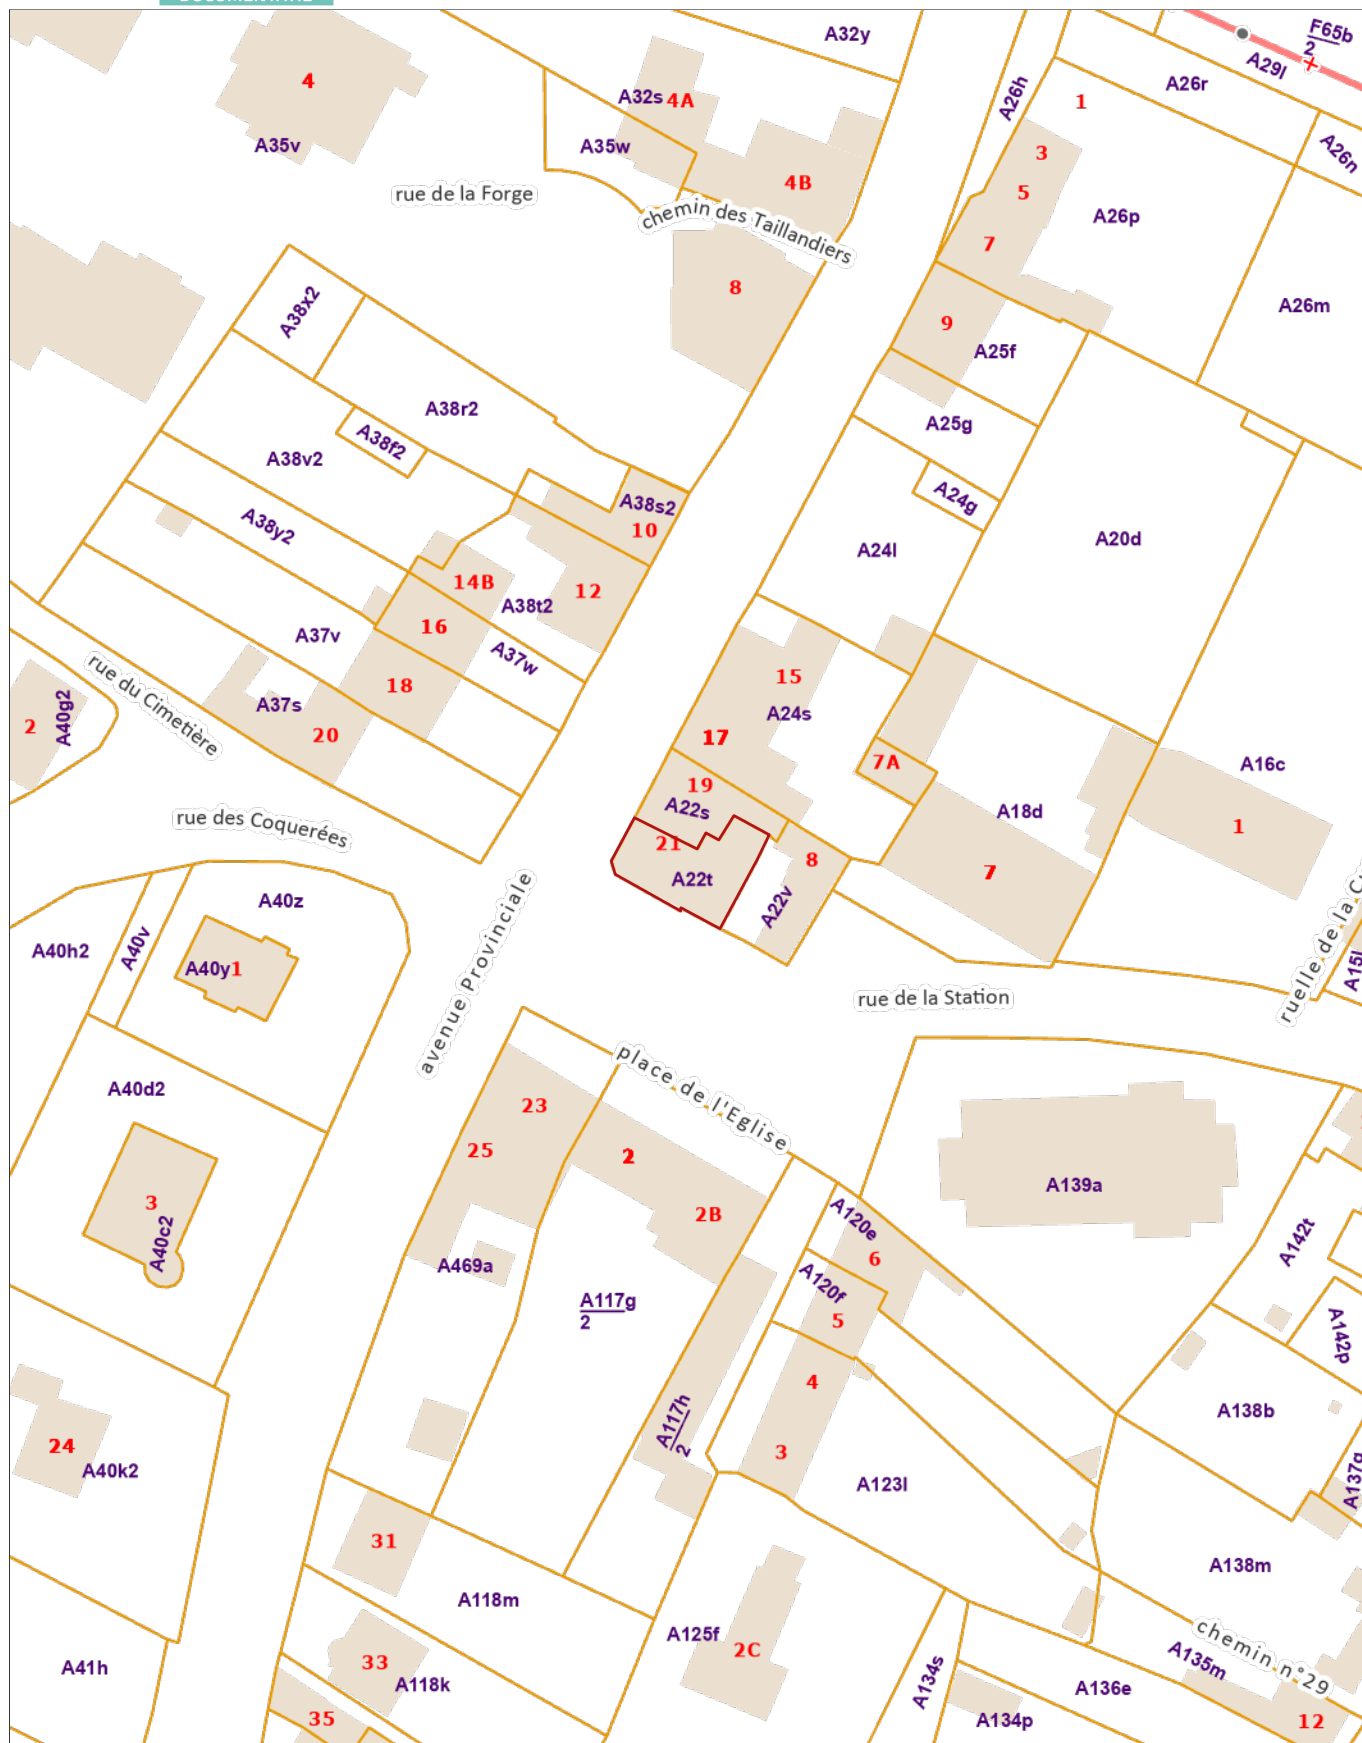 A32y
F65b
2
A29l
A26r
A26h
1
4
A32s
4A
A35v
A35w
3
A26n
4B
5
rue de la Forge
chemin des Taillandiers
A26p
7
8
A38x2
A26m
9
A25f
A38r2
A25g
A38f2
A38v2
A24g
A38s2
A38y2
10
A24l
A20d
14B
12
A38t2
16
A37v
A37w
15
rue du Cimetière
18
A37s
A24s
2
A40g2
20
17
7A
A16c
19
A22s
A18d
rue des Coquerées
1
21
8
7
A22t
A22v
A40z
avenue Provinciale
A40h2
A40v
A40y
1
rue de la Station
ruelle de la
A40d2
place de l'Eglise
23
25
2
A139a
3
A40c2
2B
A120e
6
A142t
A469a
A120f
A117g
2
5
A142p
4
A117h
2
A138b
24
A40k2
3
A123l
31
A138m
A118m
A125f
2C
chemin n°29
A41h
33
A118k
A134s
A135m
A136e
35
A134p
12